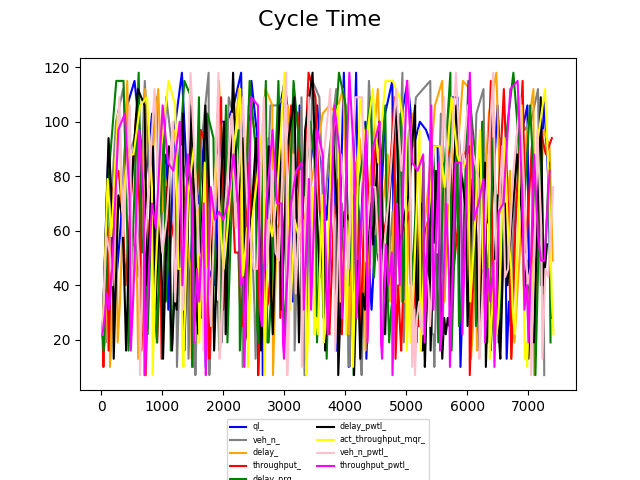 Cycle Time
120
100
80
60
40
20
0 1000 2000 3000 4000 5000 6000 7000
ql_ delay_pwtl_
veh_n_ act_throughput_mqr_
delay_ veh_n_pwtl_
throughput_ throughput_pwtl_